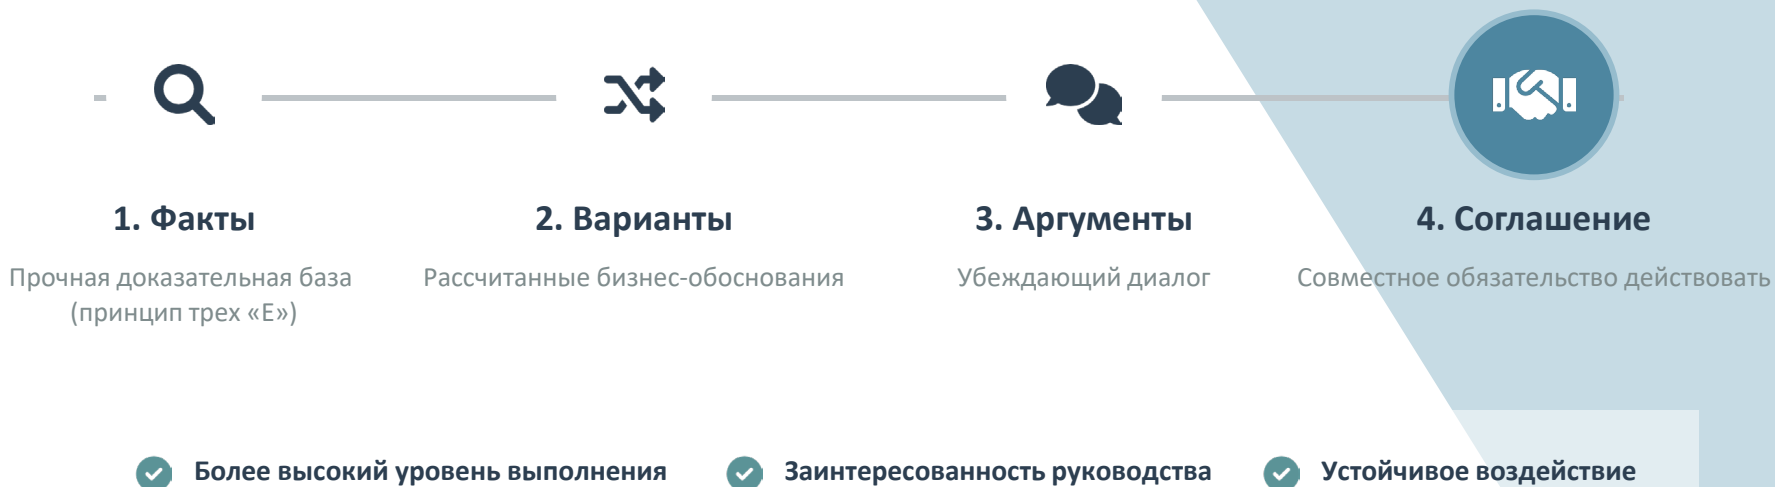 1. Факты
Прочная доказательная база
(принцип трех «Е»)
2. Варианты
Рассчитанные бизнес-обоснования
3. Аргументы
Убеждающий диалог
4. Соглашение
Совместное обязательство действовать
Более высокий уровень выполнения
Заинтересованность руководства
Устойчивое воздействие